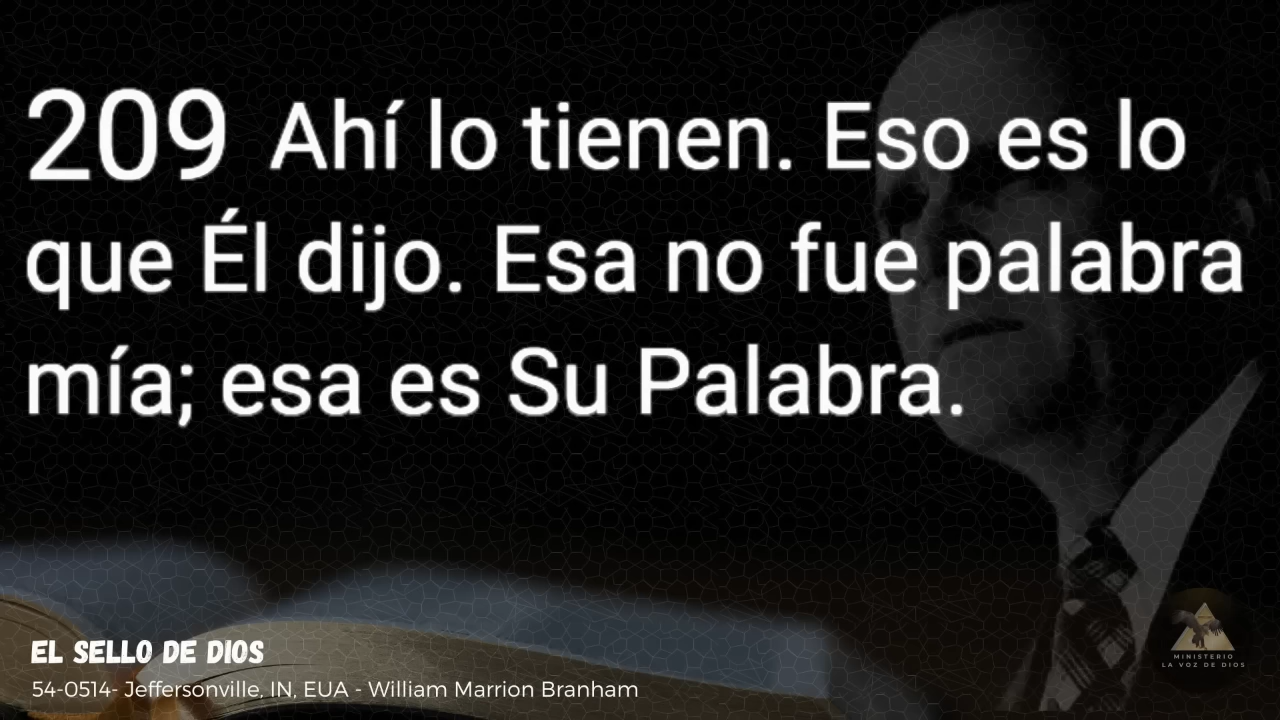 209 Ahí lo tienen. Eso es lo
que Él dijo. Esa no fue palabra
mía; esa es Su Palabra.
EL SELLO DE DIOS
54-0514- Jeffersonville, IN, EUA - William Marrion Branham
MINISTERIO
LA VOZ DE DIOS